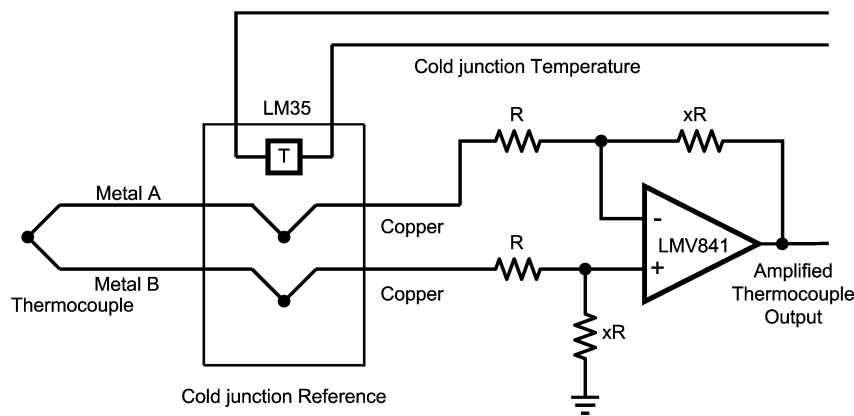 Cold junction Temperature
LM35
T
R
xR
Metal A
Copper
-
LMV841
R
+
Metal B
Copper
Thermocouple
Amplified
Thermocouple
Output
xR
Cold junction Reference